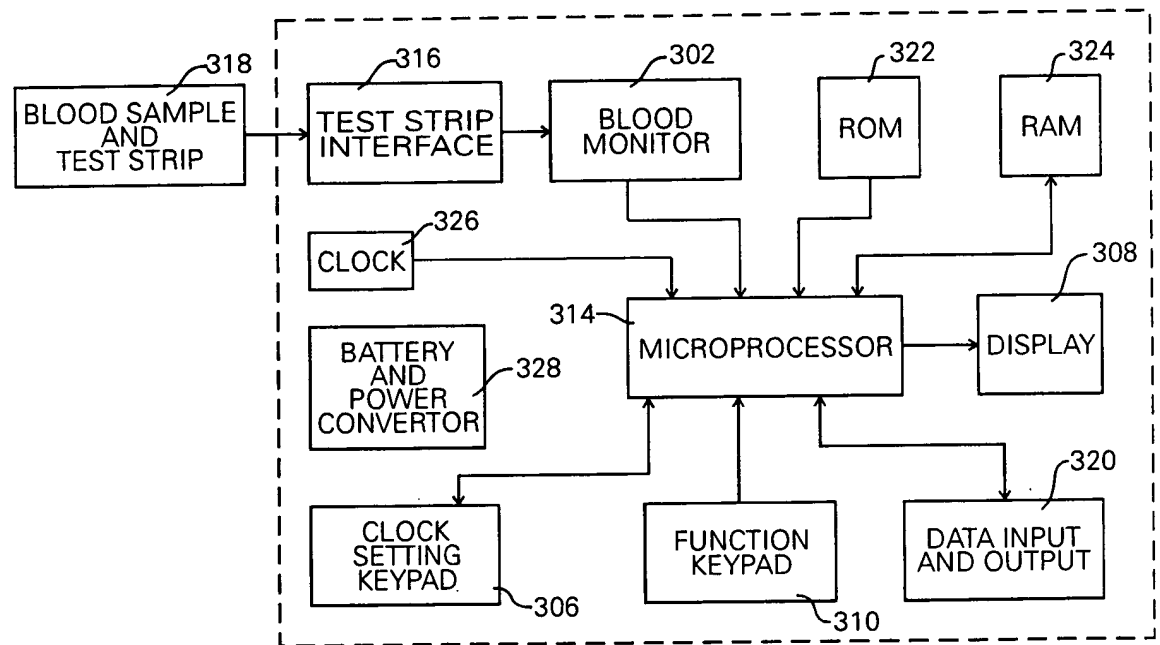 318
BLOOD SAMPLE
AND
TEST STRIP
316
TEST STRIP
INTERFACE
302
BLOOD
MONITOR
322
ROM
324
RAM
326
CLOCK
314
MICROPROCESSOR
308
DISPLAY
BATTERY
AND
POWER
CONVERTOR
328
CLOCK
SETTING
KEYPAD
306
FUNCTION
KEYPAD
310
320
DATA INPUT
AND OUTPUT